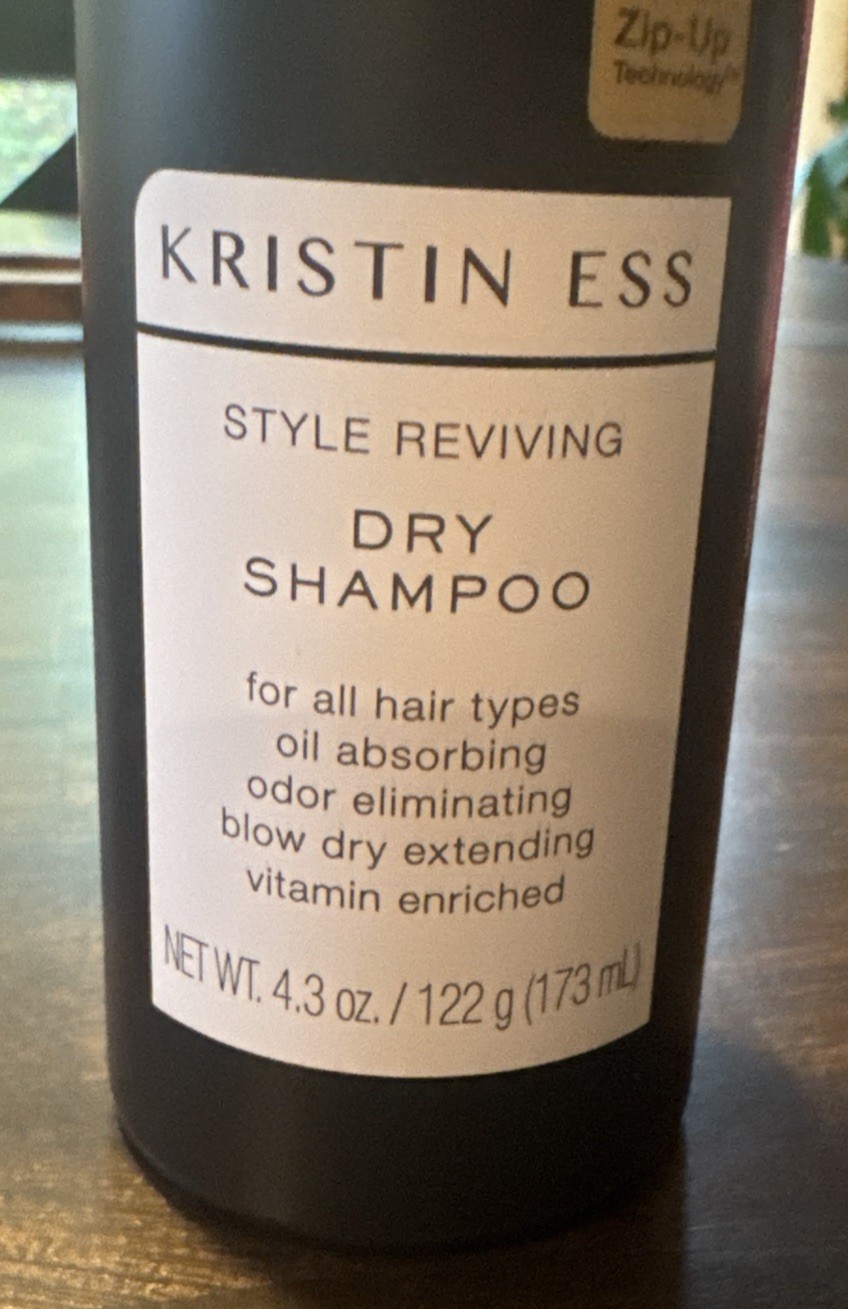 Zip-Up
Technology™
KRISTIN ESS
STYLE REVIVING
DRY
SHAMPOO
for all hair types
oil absorbing
odor eliminating
blow dry extending
vitamin enriched
NET WT. 4.3 oz. / 122 g (173 mL)